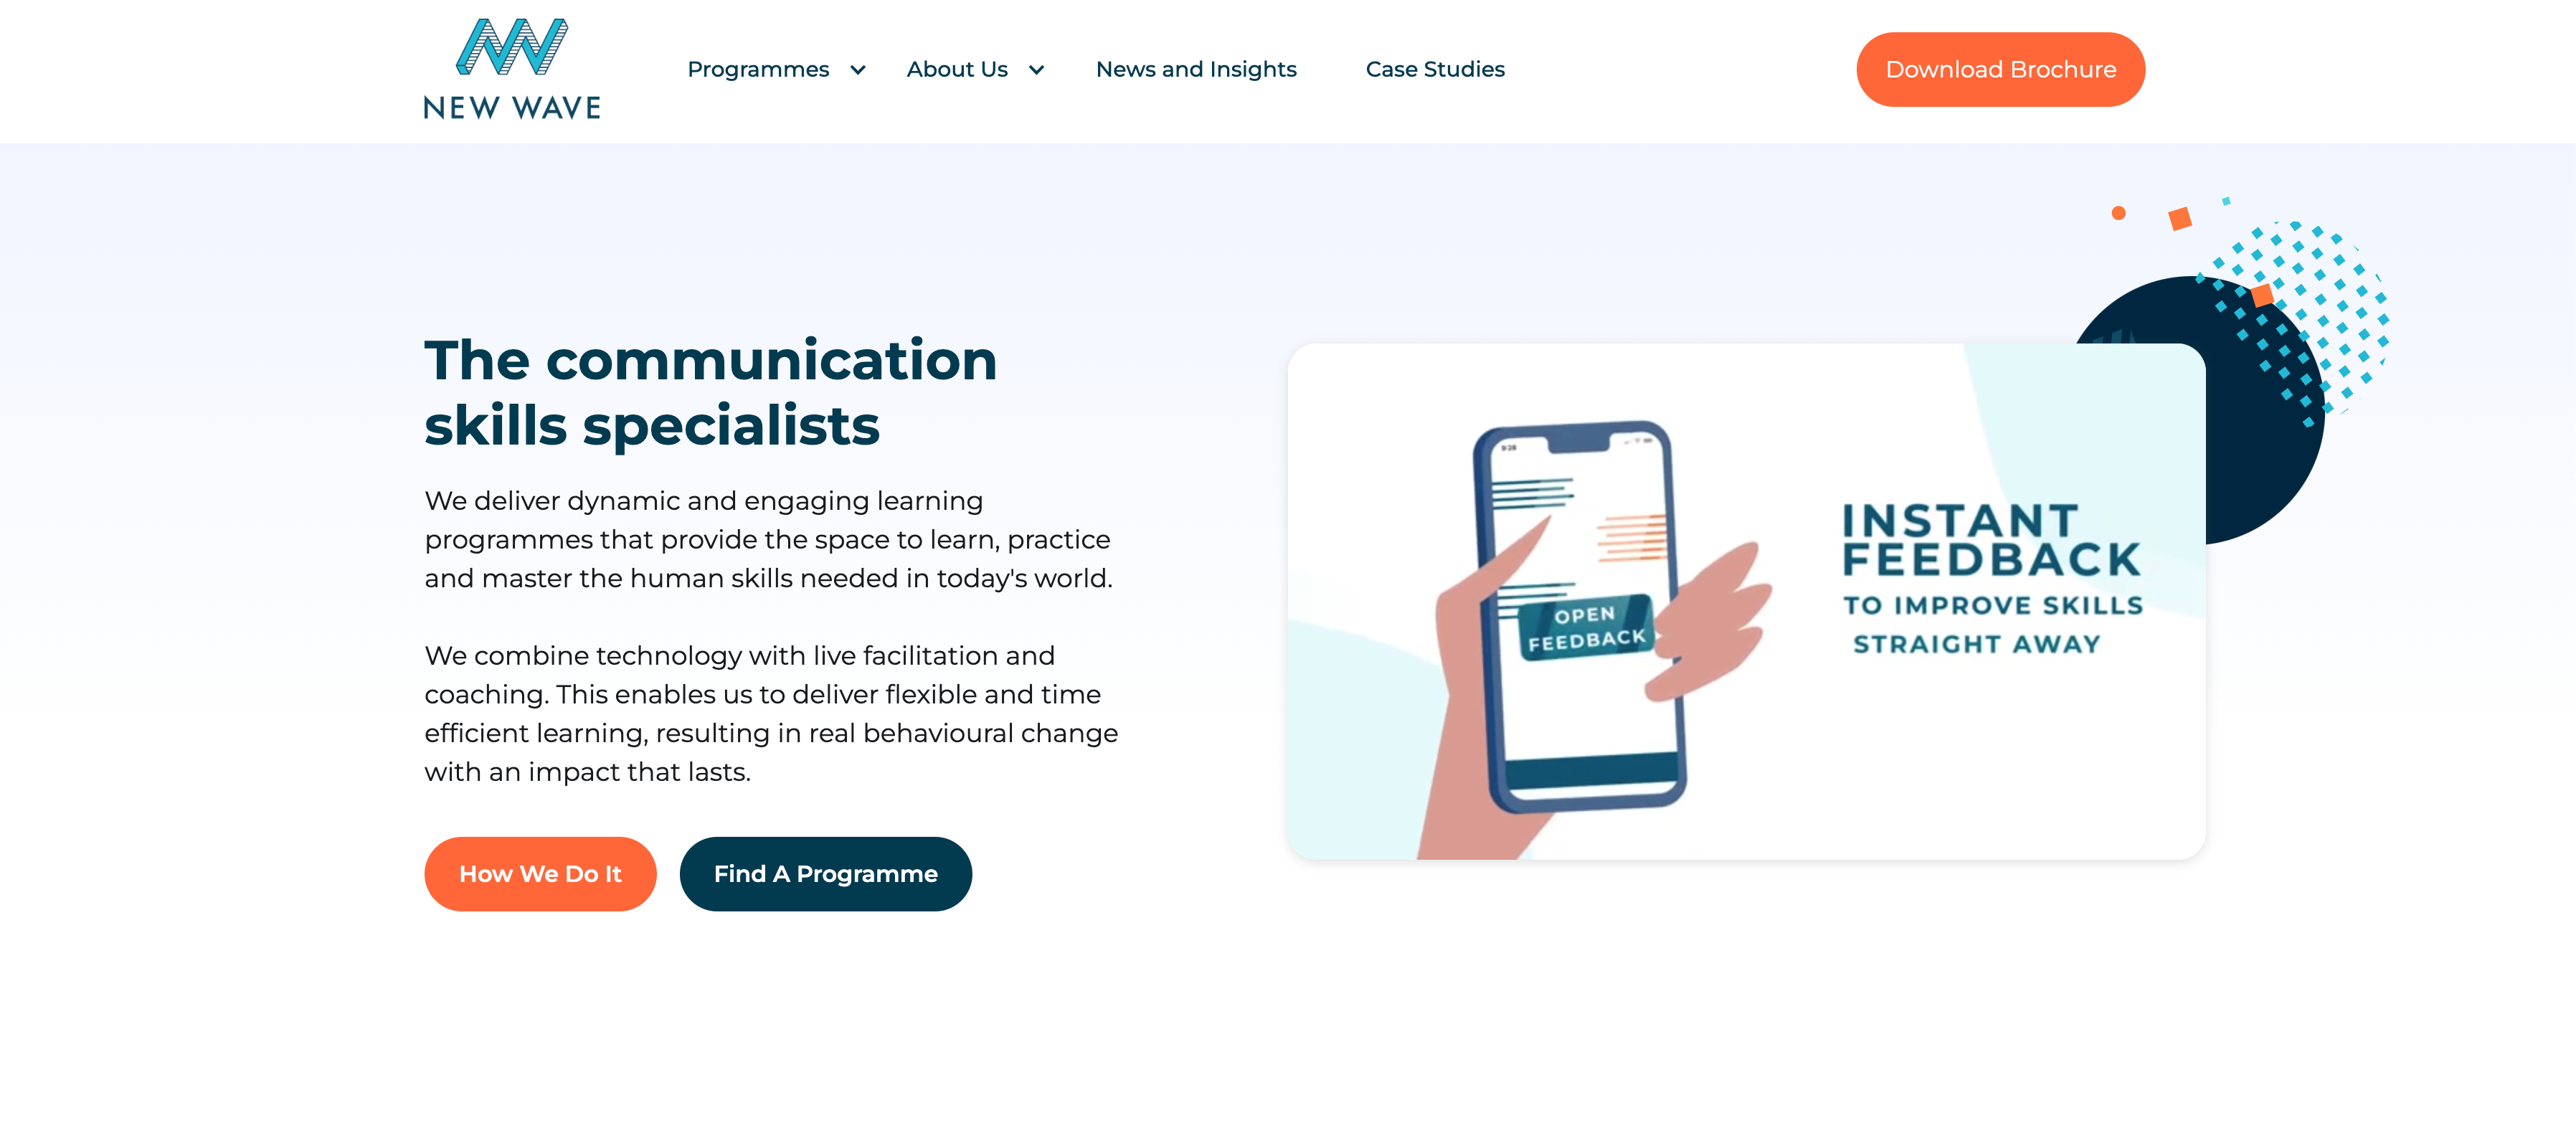 NEW WAVE
Programmes
About Us
News and Insights
Case Studies
Download Brochure
The communication
skills specialists
We deliver dynamic and engaging learning
programmes that provide the space to learn, practice
and master the human skills needed in today's world.
We combine technology with live facilitation and
coaching. This enables us to deliver flexible and time
efficient learning, resulting in real behavioural change
with an impact that lasts.
How We Do It
Find A Programme
9:28
OPEN
FEEDBACK
INSTANT
FEEDBACK
TO IMPROVE SKILLS
STRAIGHT AWAY